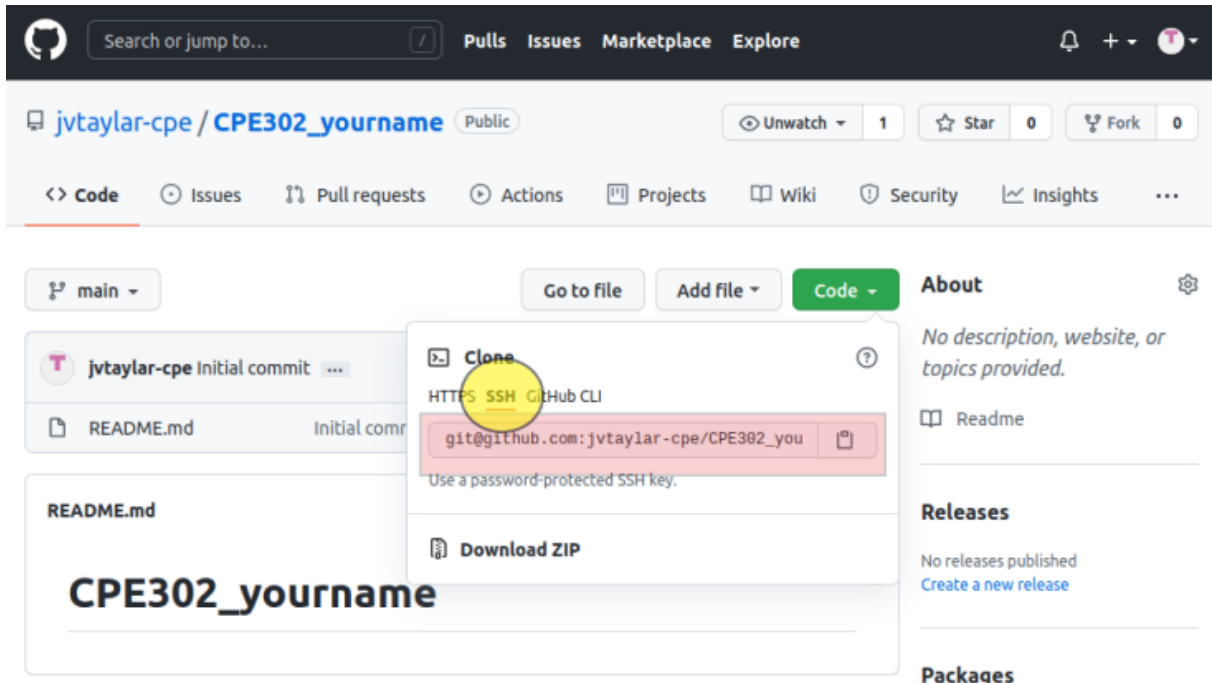 Search or jump to... / Pulls Issues Marketplace Explore
jvtaylar-cpe / CPE302_yourname Public Unwatch 1 Star 0 Fork 0
<> Code Issues Pull requests Actions Projects Wiki Security Insights ...
main Go to file Add file Code
About
No description, website, or
topics provided.
Readme
T jvtaylar-cpe Initial commit ...
README.md Initial comr
Clone
HTTPS SSH GitHub CLI
git@github.com:jvtaylar-cpe/CPE302_you
Use a password-protected SSH key.
Download ZIP
README.md
CPE302_yourname
Releases
No releases published
Create a new release
Packages